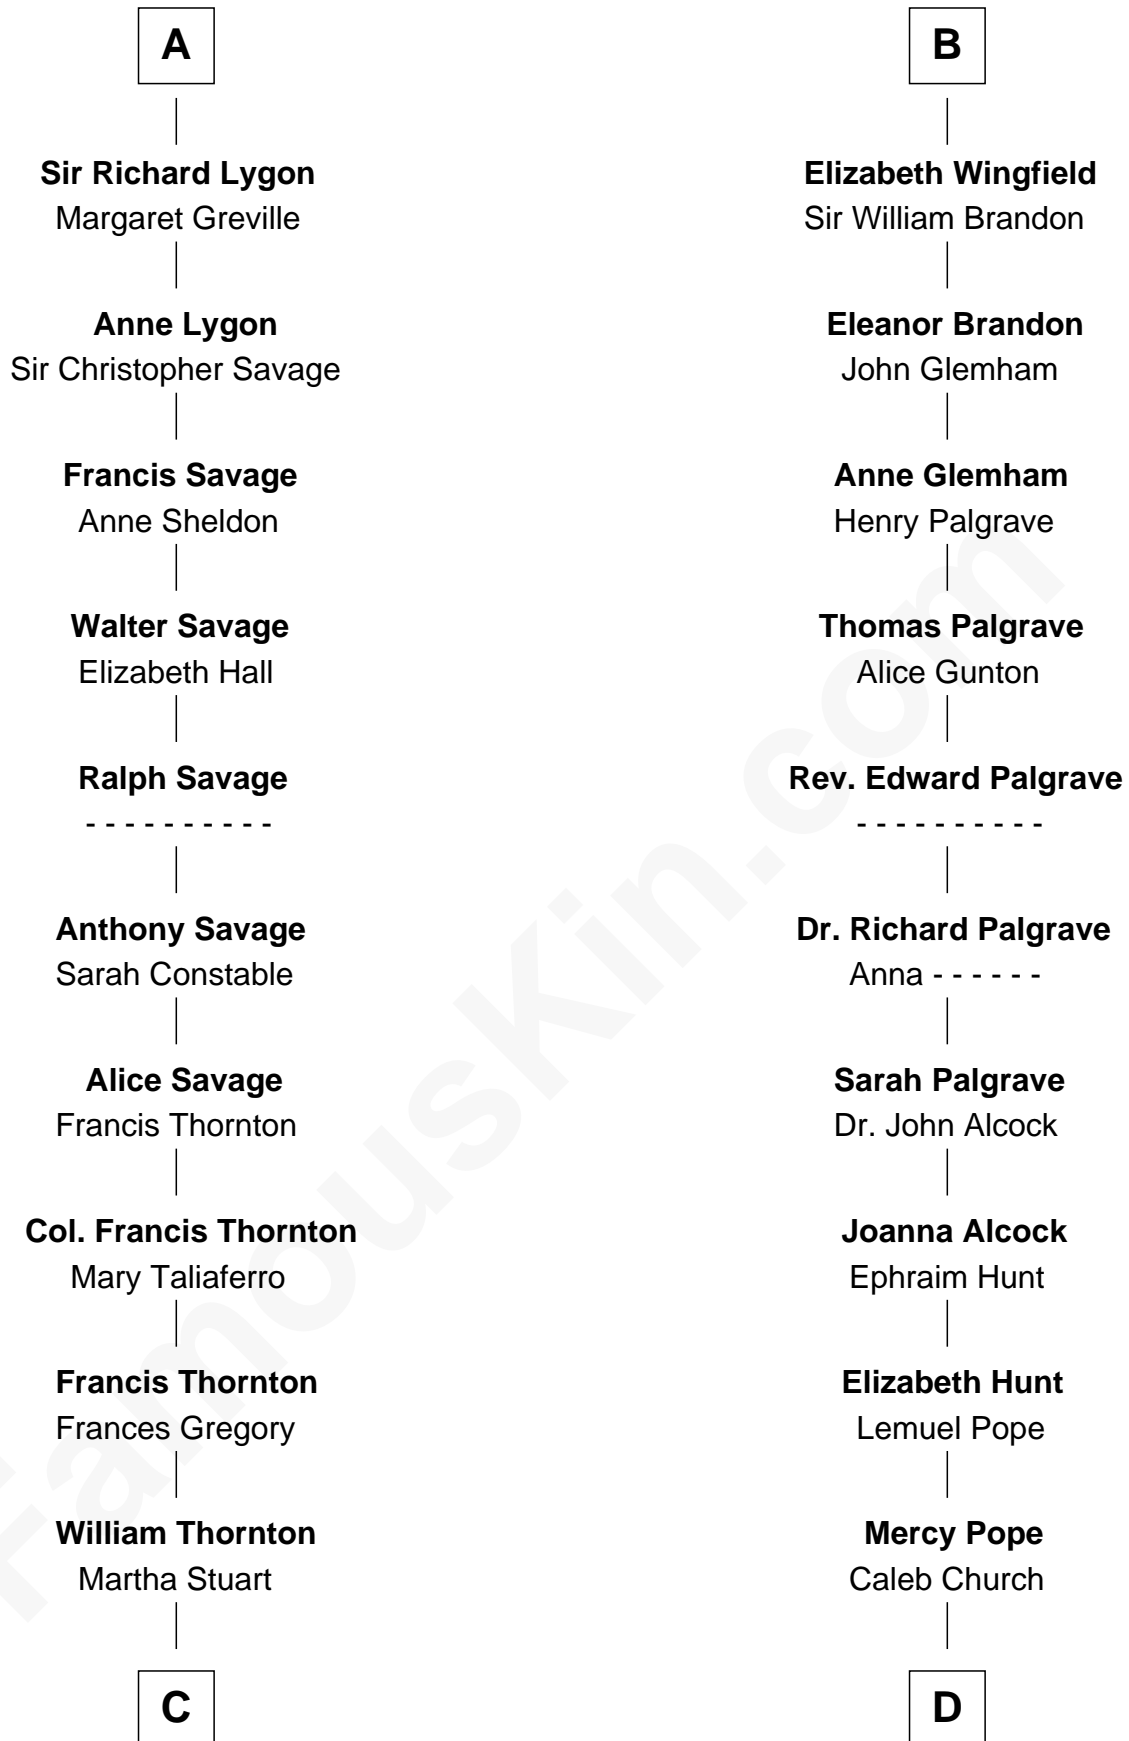 A
Sir Richard Lygon
Margaret Greville
Anne Lygon
Sir Christopher Savage
Francis Savage
Anne Sheldon
Walter Savage
Elizabeth Hall
Ralph Savage
- - - - - - - - - -
Anthony Savage
Sarah Constable
Alice Savage
Francis Thornton
Col. Francis Thornton
Mary Taliaferro
Francis Thornton
Frances Gregory
William Thornton
Martha Stuart
C
B
Elizabeth Wingfield
Sir William Brandon
Eleanor Brandon
John Glemham
Anne Glemham
Henry Palgrave
Thomas Palgrave
Alice Gunton
Rev. Edward Palgrave
- - - - - - - - - -
Dr. Richard Palgrave
Anna - - - - - -
Sarah Palgrave
Dr. John Alcock
Joanna Alcock
Ephraim Hunt
Elizabeth Hunt
Lemuel Pope
Mercy Pope
Caleb Church
D
FamousKin.com